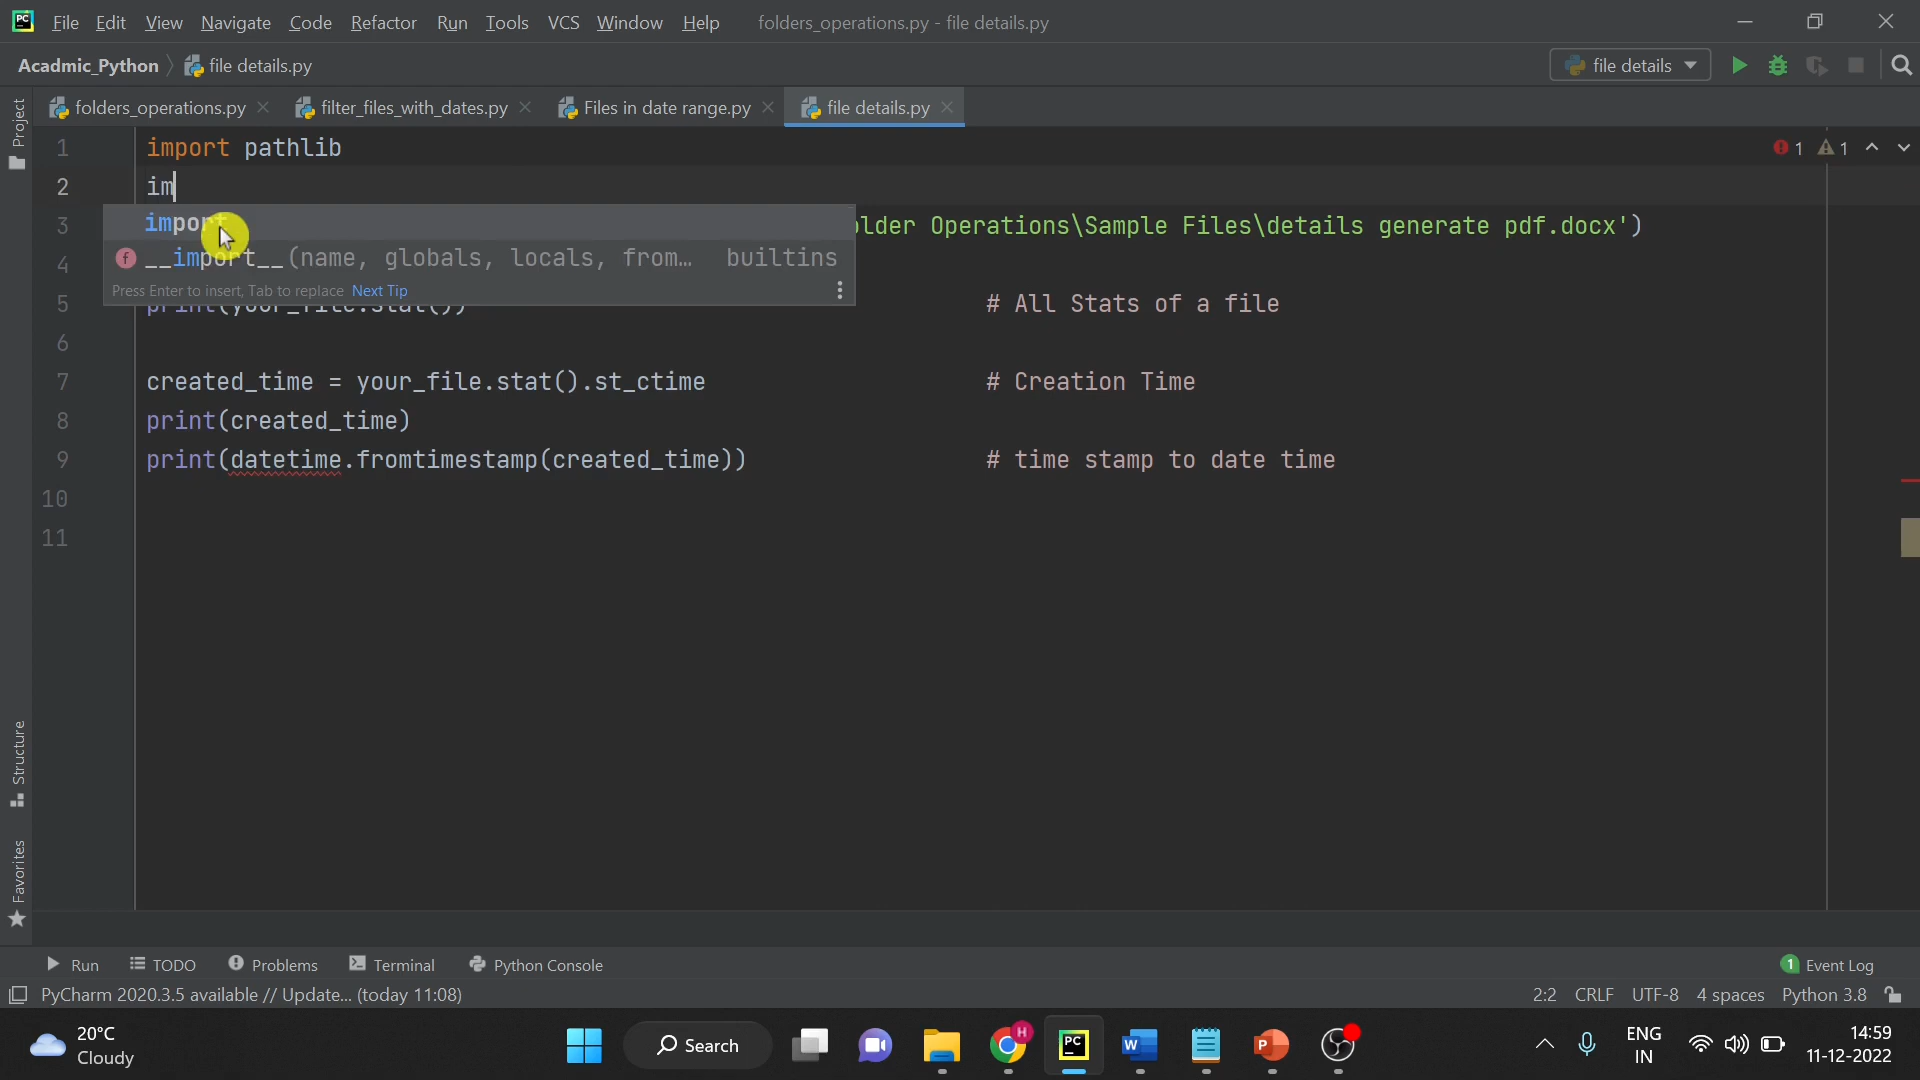 PC File Edit View Navigate Code Refactor Run Tools VCS Window Help folders_operations.py - file details.py
Acadmic_Python file details.py file details
folders_operations.py filter_files_with_dates.py Files in date range.py file details.py
Project
1 import pathlib 1 1
2 im
import
3 lder Operations\Sample Files\details generate pdf.docx')
4 f __import__(name, globals, locals, from… builtins
Press Enter to insert, Tab to replace Next Tip
5 print(your_file.stat()) # All Stats of a file
6
7 created_time = your_file.stat().st_ctime # Creation Time
8 print(created_time)
9 print(datetime.fromtimestamp(created_time)) # time stamp to date time
10
11
Structure
Favorites
Run TODO Problems Terminal Python Console 1 Event Log
PyCharm 2020.3.5 available // Update... (today 11:08) 2:2 CRLF UTF-8 4 spaces Python 3.8
20°C
Cloudy
Search
H
PC
W
P
ENG
IN
14:59
11-12-2022